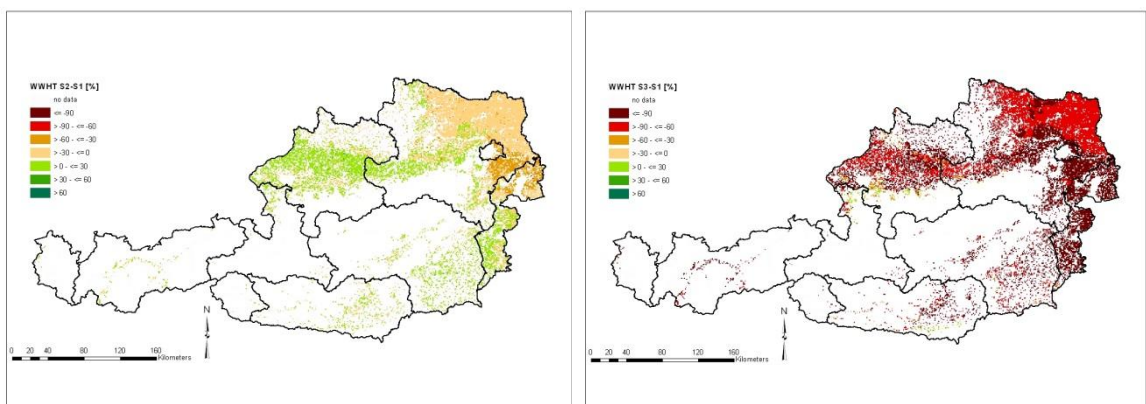 WWHT S2-S1 [%]
no data
<= -90
> -90 - <= -60
> -60 - <= -30
> -30 - <= 0
> 0 - <= 30
> 30 - <= 60
> 60
N
0 20 40 80 120 160
Kilometers
WWHT S3-S1 [%]
no data
<= -90
> -90 - <= -60
> -60 - <= -30
> -30 - <= 0
> 0 - <= 30
> 30 - <= 60
> 60
N
0 10 20 40 80 120 160
Kilometers